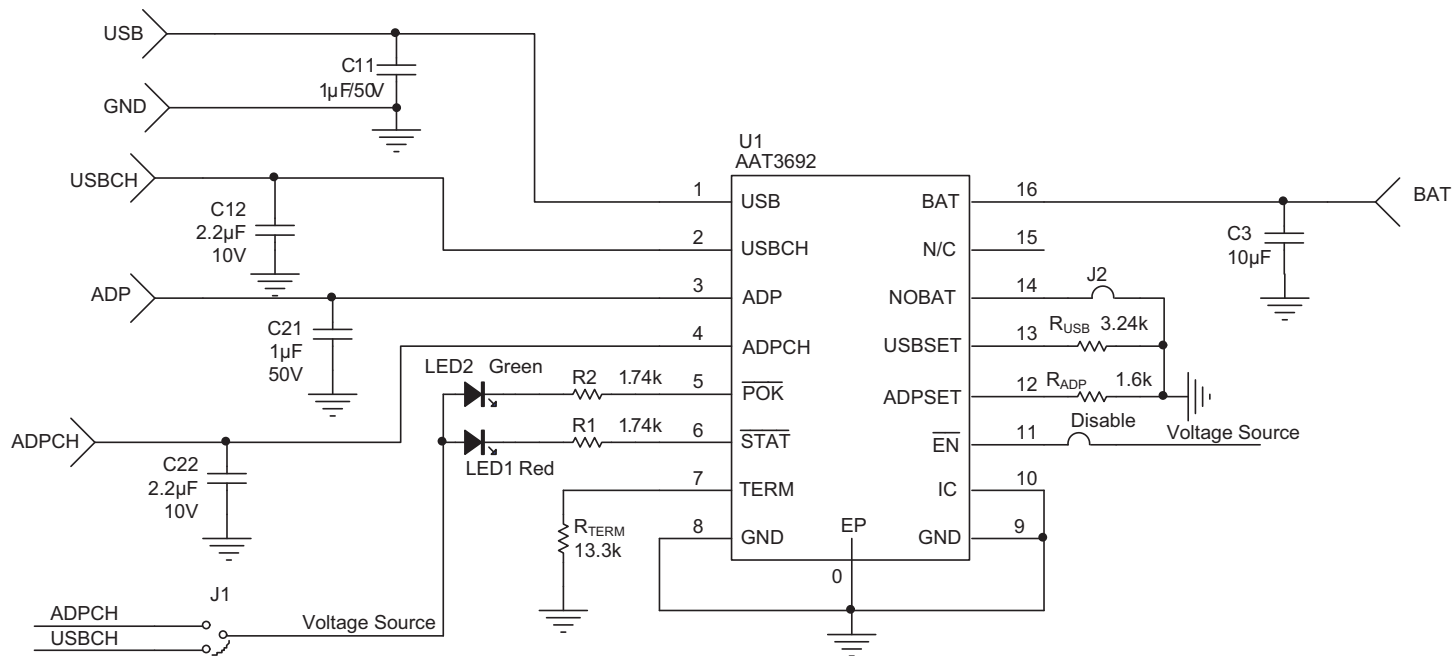 USB
C11
1µF/50V
GND
USBCH
C12
2.2µF
10V
ADP
C21
1µF
50V
ADPCH
C22
2.2µF
10V
LED2 Green
R2 1.74k
R1 1.74k
LED1 Red
RTERM
13.3k
J1
ADPCH
USBCH
Voltage Source
U1
AAT3692
1 USB
2 USBCH
3 ADP
4 ADPCH
5 POK
6 STAT
7 TERM
8 GND
EP
0
BAT 16
N/C 15
NOBAT 14
USBSET 13
ADPSET 12
EN 11
IC 10
GND 9
J2
RUSB 3.24k
RADP 1.6k
Disable
Voltage Source
BAT
C3
10µF